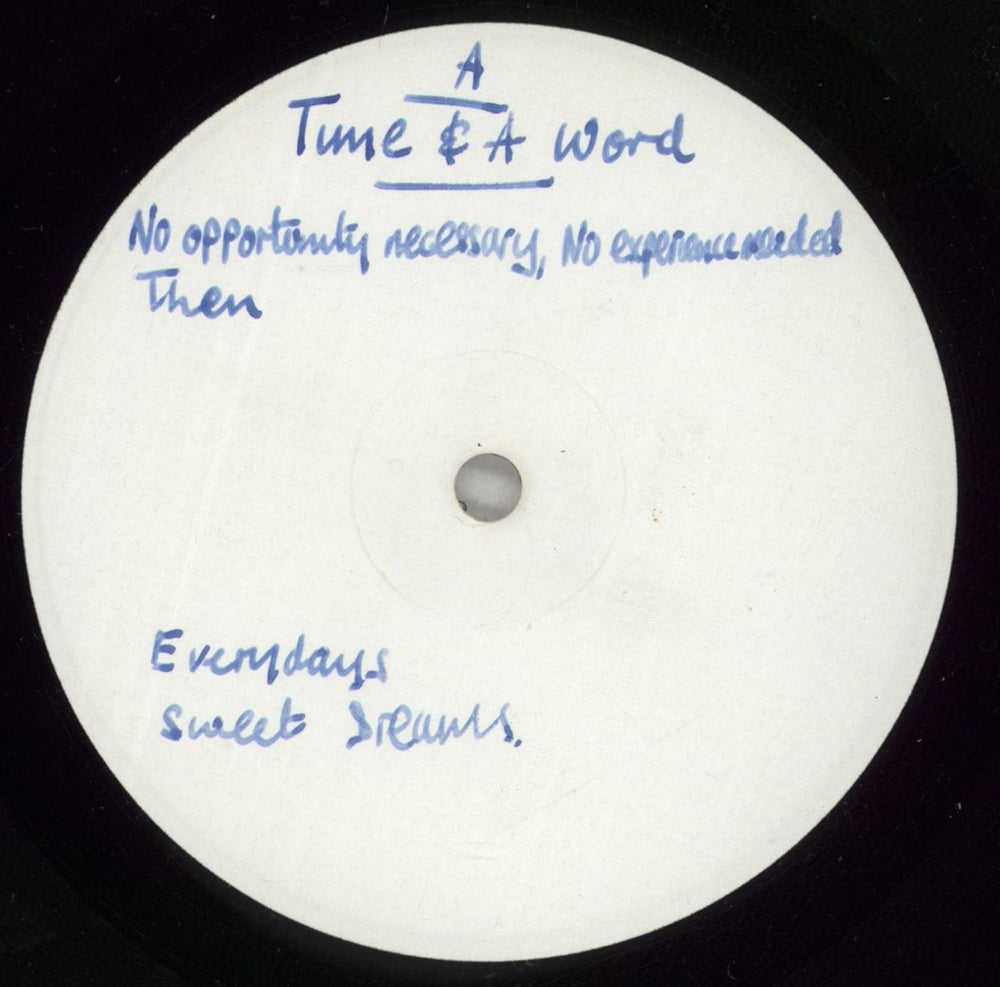 A
Time & A Word
No opportunity necessary, No experience needed
Then
Everydays
Sweet Dreams.